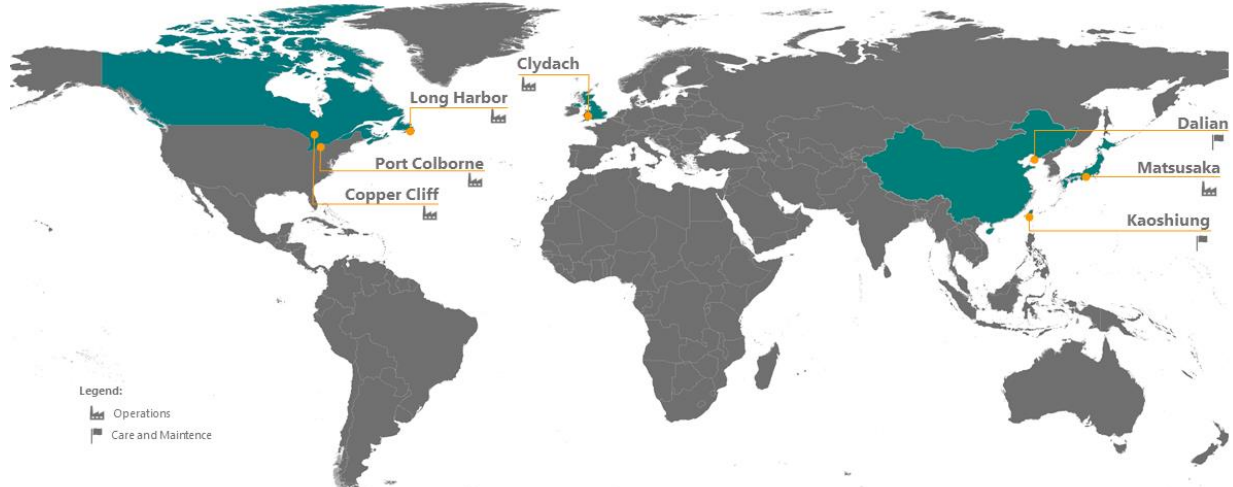 Clydach
Long Harbor
Port Colborne
Copper Cliff
Dalian
Matsusaka
Kaoshiung
Legend:
Operations
Care and Maintence